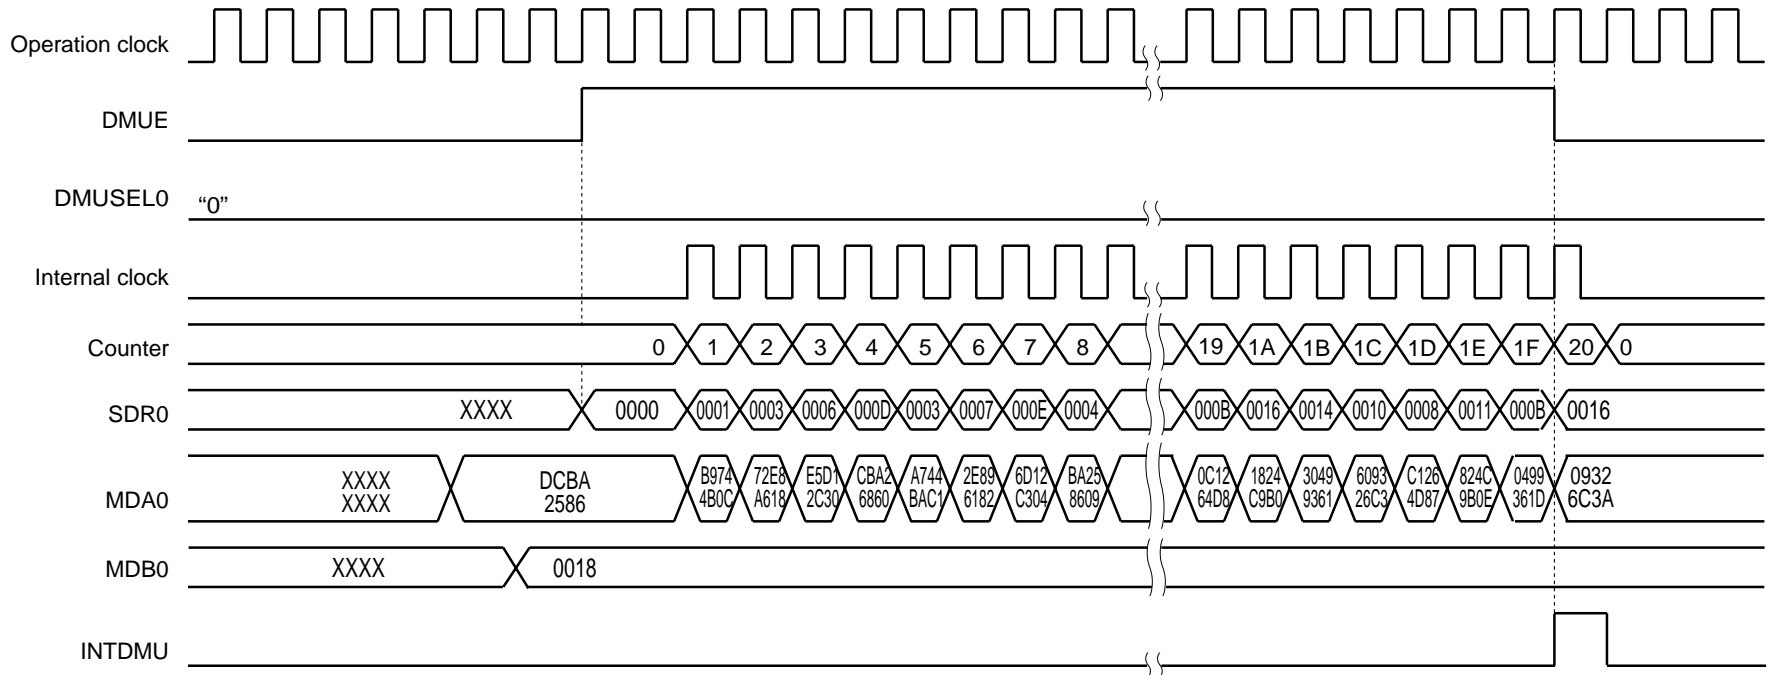 Operation clock
DMUE
DMUSEL0 “0”
Internal clock
Counter 0 1 2 3 4 5 6 7 8 19 1A 1B 1C 1D 1E 1F 20 0
SDR0 XXXX 0000 0001 0003 0006 000D 0003 0007 000E 0004 000B 0016 0014 0010 0008 0011 000B 0016
MDA0 XXXX DCBA B974 72E8 E5D1 CBA2 A744 2E89 6D12 BA25 0C12 1824 3049 6093 C126 824C 0499 0932
XXXX 2586 4B0C A618 2C30 6860 BAC1 6182 C304 8609 64D8 C9B0 9361 26C3 4D87 9B0E 361D 6C3A
MDB0 XXXX 0018
INTDMU